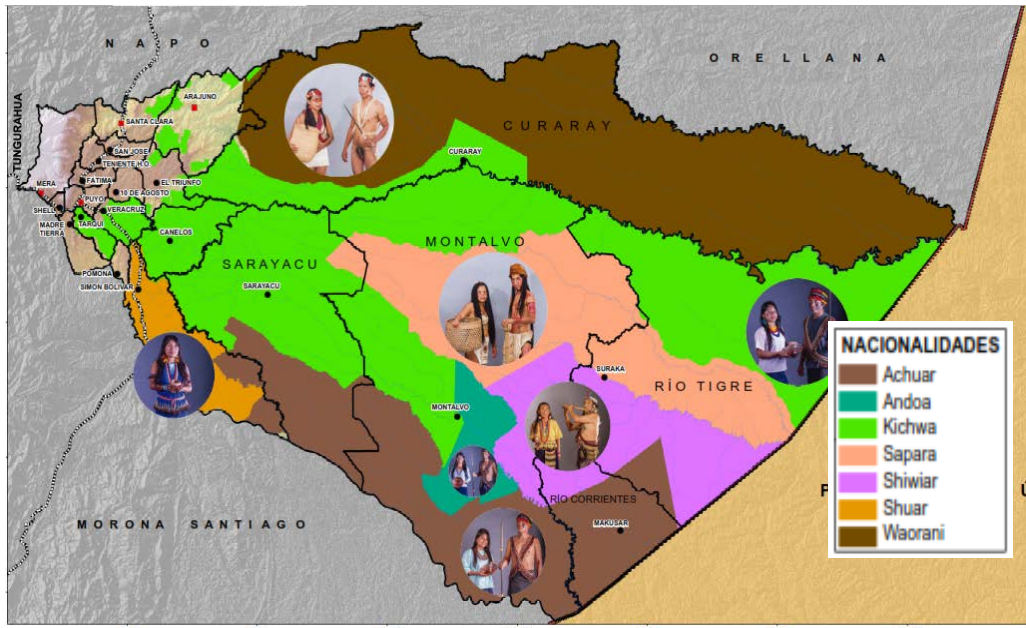 N A P O
O R E L L A N A
TUNGURAHUA
ARAJUNO
SANTA CLARA
CURARAY
SAN JOSE
TENIENTE H.O.
CURARAY
FATIMA
EL TRIUNFO
MERA
10 DE AGOSTO
PUYO
SHELL
VERACRUZ
TARQUI
MADRE
TIERRA
CANELOS
MONTALVO
SARAYACU
POMONA
SIMON BOLIVAR
SARAYACU
NACIONALIDADES
Achuar
Andoa
Kichwa
Sapara
Shiwiar
Shuar
Waorani
SURAKA
RÍO TIGRE
MONTALVO
P
Ú
RÍO CORRIENTES
MAKUSAR
MORONA SANTIAGO